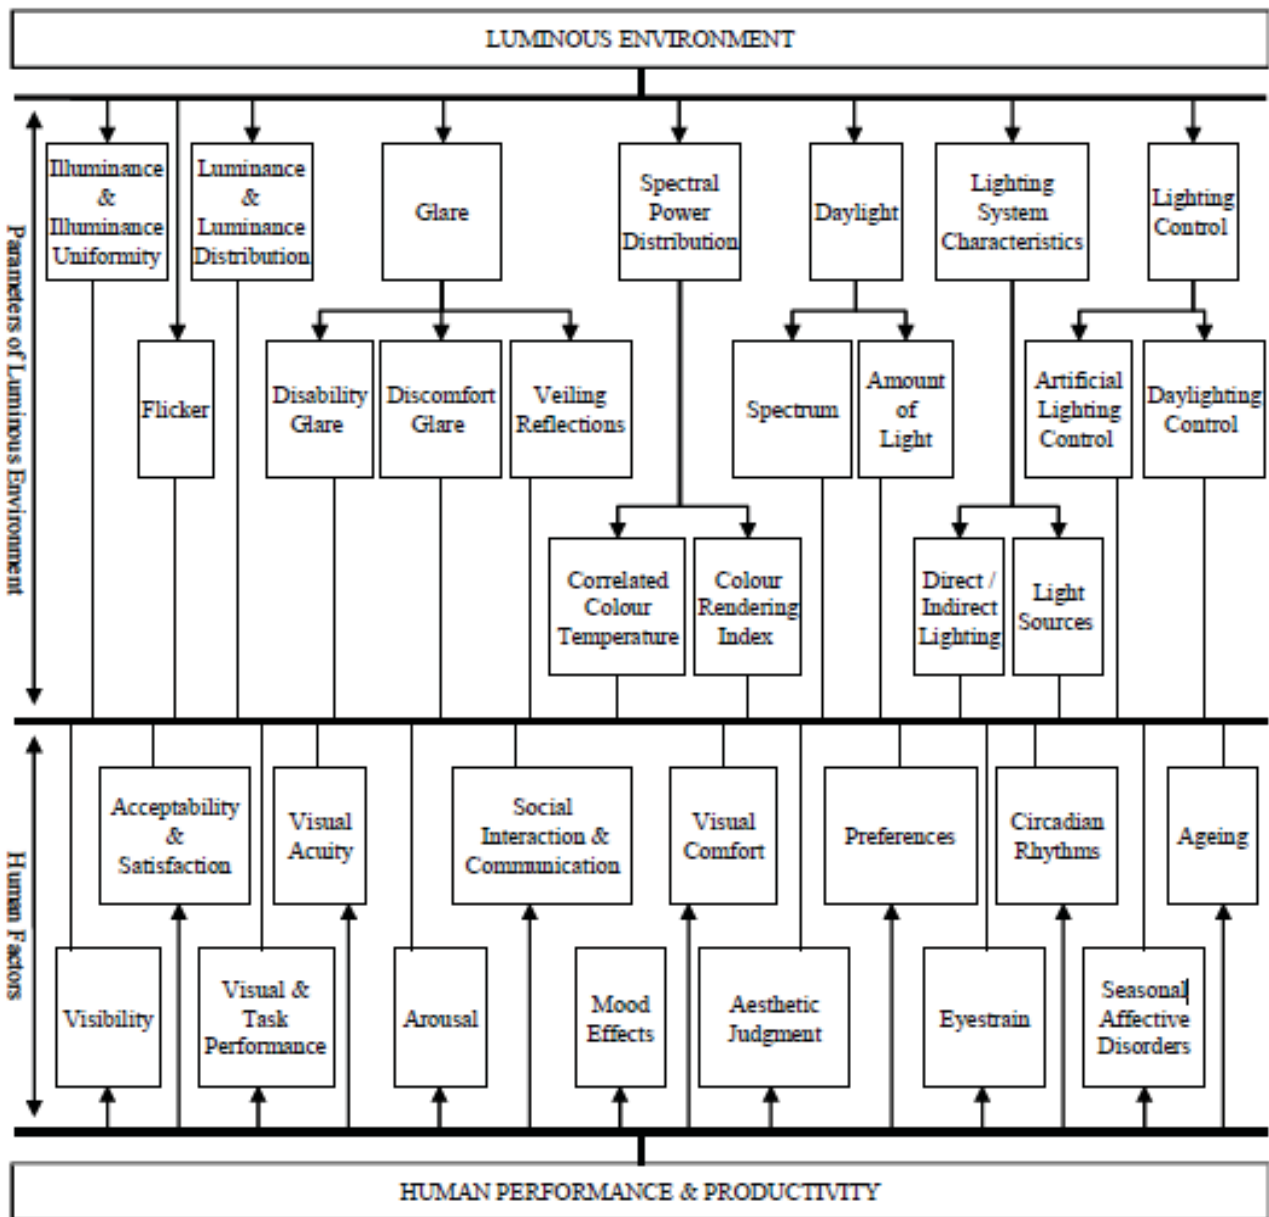 LUMINOUS ENVIRONMENT
Parameters of Luminous Environment
Illuminance
&
Illuminance
Uniformity
Luminance
&
Luminance
Distribution
Glare
Spectral
Power
Distribution
Daylight
Lighting
System
Characteristics
Lighting
Control
Flicker
Disability
Glare
Discomfort
Glare
Veiling
Reflections
Spectrum
Amount
of
Light
Artificial
Lighting
Control
Daylighting
Control
Correlated
Colour
Temperature
Colour
Rendering
Index
Direct /
Indirect
Lighting
Light
Sources
Human Factors
Acceptability
&
Satisfaction
Visual
Acuity
Social
Interaction &
Communication
Visual
Comfort
Preferences
Circadian
Rhythms
Ageing
Visibility
Visual &
Task
Performance
Arousal
Mood
Effects
Aesthetic
Judgment
Eyestrain
Seasonal
Affective
Disorders
HUMAN PERFORMANCE & PRODUCTIVITY